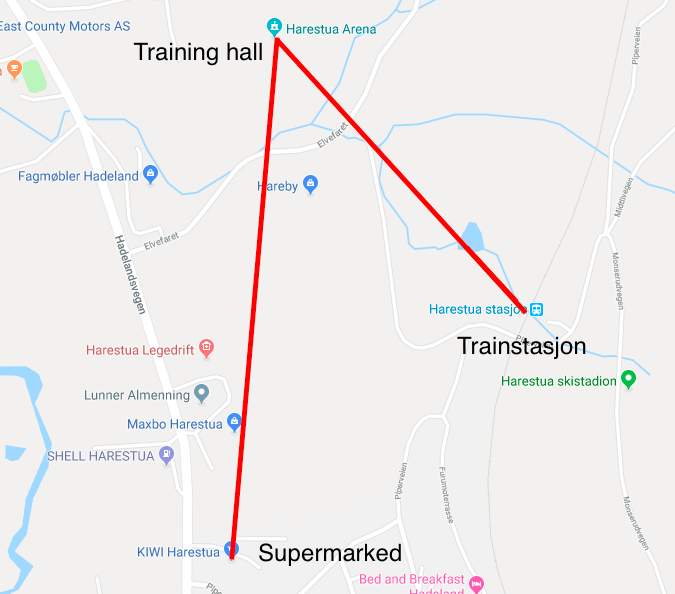 East County Motors AS
Harestua Arena
Training hall
Piperveien
Elvefaret
Fagmøbler Hadeland
Hareby
Midttivegen
Elvefaret
Hadelandsvegen
Monserudvegen
Harestua stasjon
Trainstasjon
Harestua Legedrift
Harestua skistadion
Lunner Almenning
Maxbo Harestua
SHELL HARESTUA
Piperveien
Furumoterrasse
Monserudvegen
KIWI Harestua
Supermarked
Bed and Breakfast
Hadeland